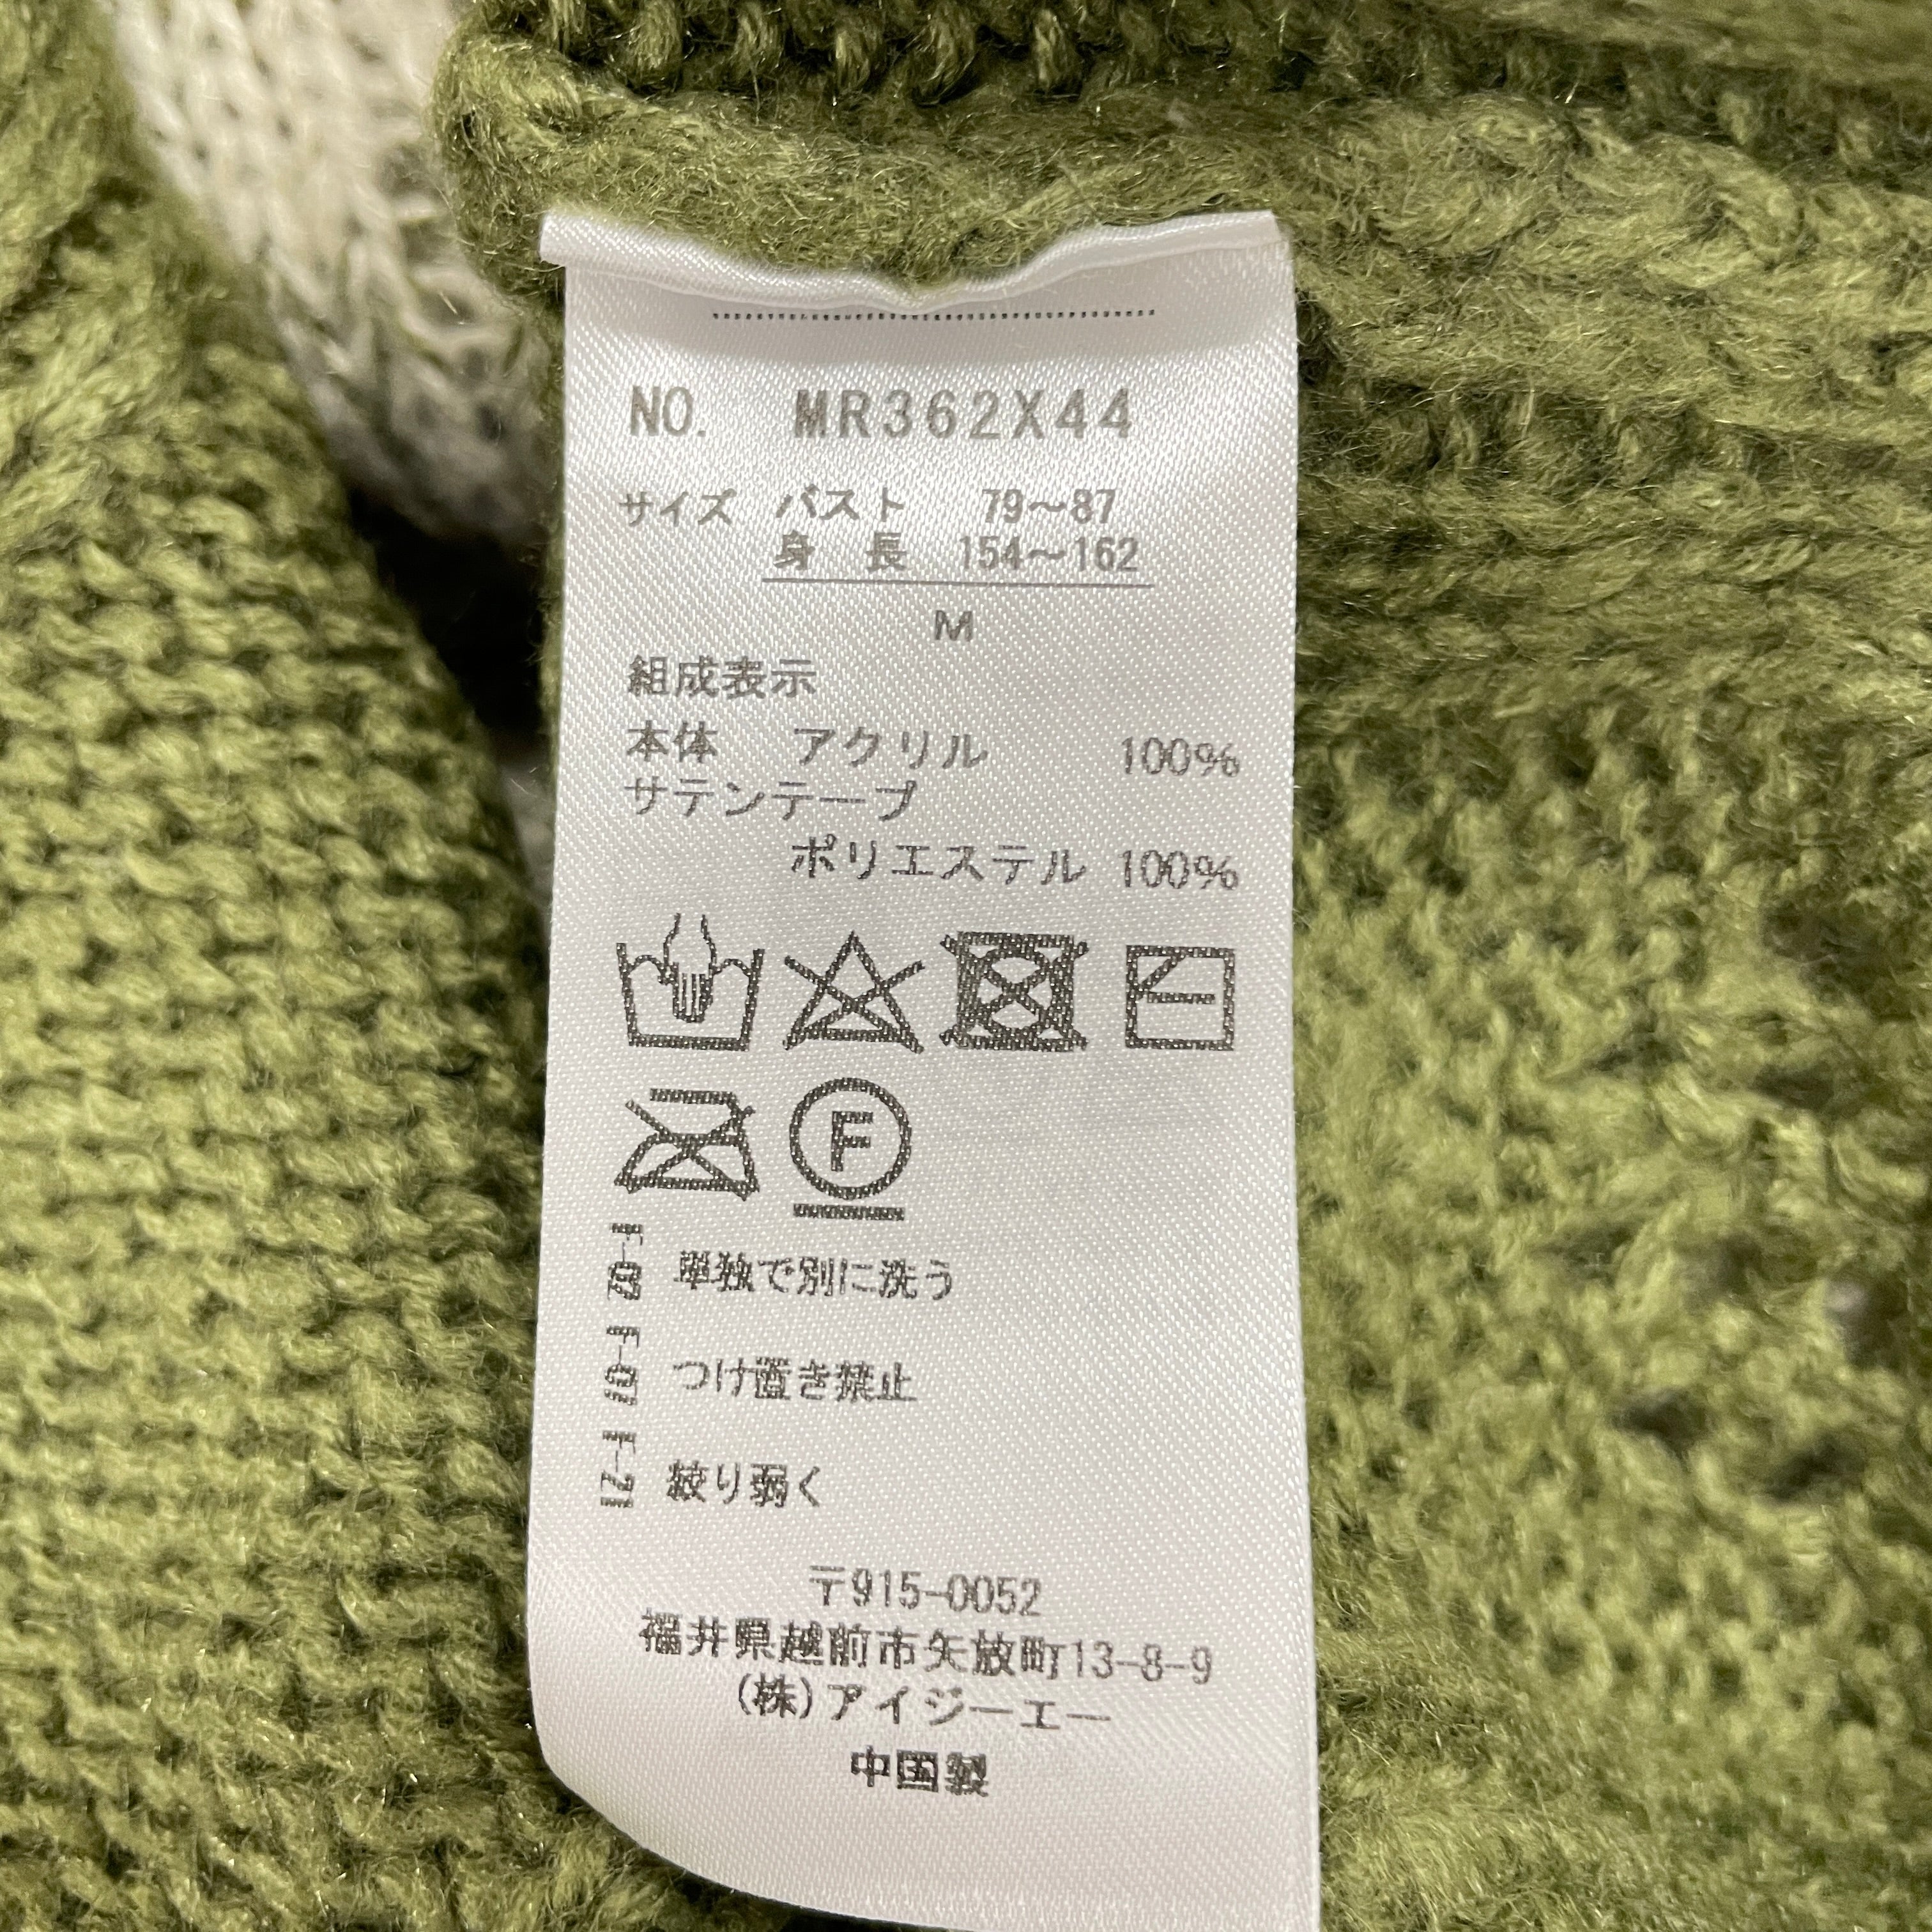 NO. MR362X44
サイズ バスト 79～87
身長 154～162
M
組成表示
本体 アクリル 100%
サテンテープ
ポリエステル 100%
F
F-02 単独で別に洗う
F-07 つけ置き禁止
F-21 絞り弱く
〒915-0052
福井県越前市矢放町13-8-9
(株)アイジーエー
中国製